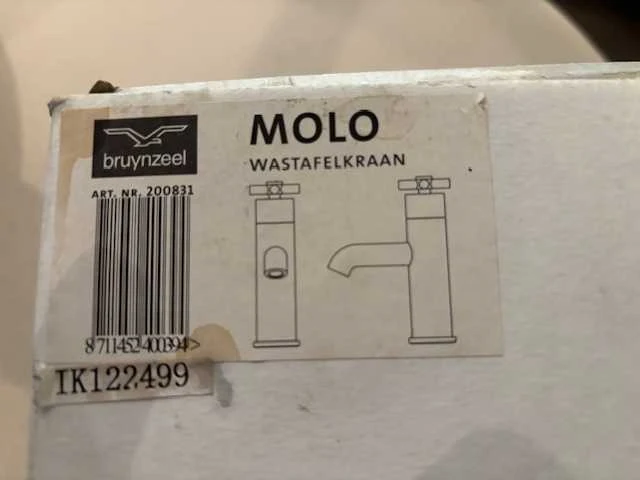 bruynzeel
MOLO
WASTAFELKRAAN
ART. NR. 200831
8 711452 400394 >
IK122499